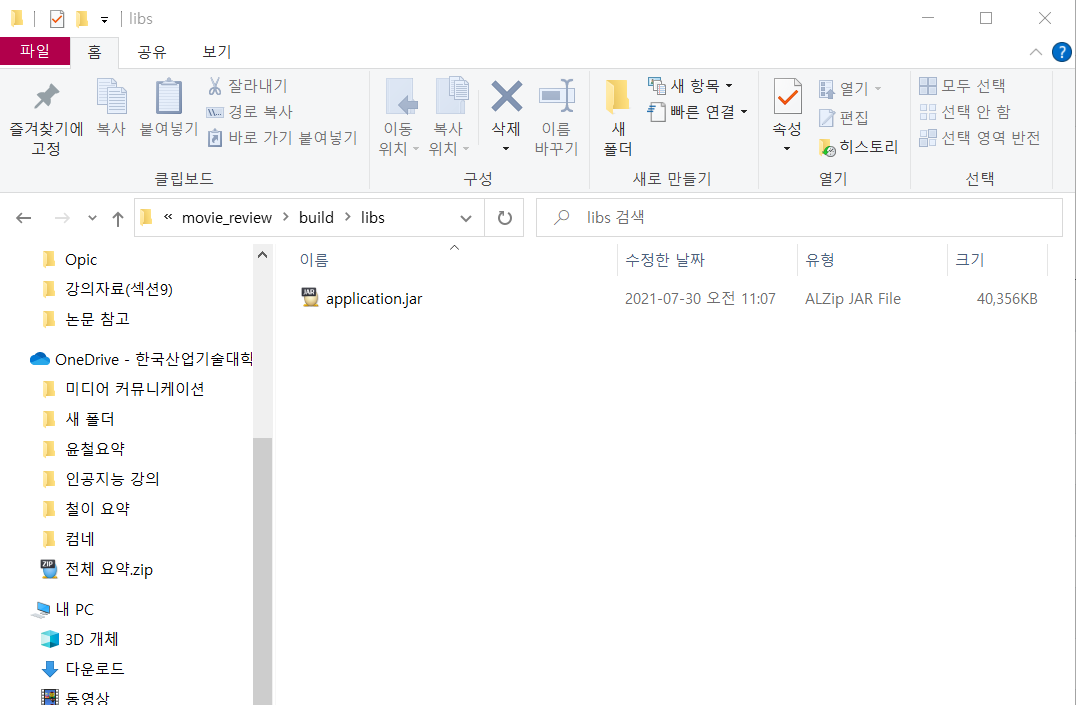 libs
파일 홈 공유 보기
즐겨찾기에 고정
복사
붙여넣기
잘라내기
경로 복사
바로 가기 붙여넣기
클립보드
이동 위치
복사 위치
삭제
이름 바꾸기
구성
새 폴더
새 항목
빠른 연결
새로 만들기
속성
열기
편집
히스토리
열기
모두 선택
선택 안 함
선택 영역 반전
선택
« movie_review > build > libs
libs 검색
Opic
강의자료(섹션9)
논문 참고
OneDrive - 한국산업기술대학
미디어 커뮤니케이션
새 폴더
윤철요약
인공지능 강의
철이 요약
컴네
전체 요약.zip
내 PC
3D 개체
다운로드
동영상
이름 수정한 날짜 유형 크기
application.jar 2021-07-30 오전 11:07 ALZip JAR File 40,356KB